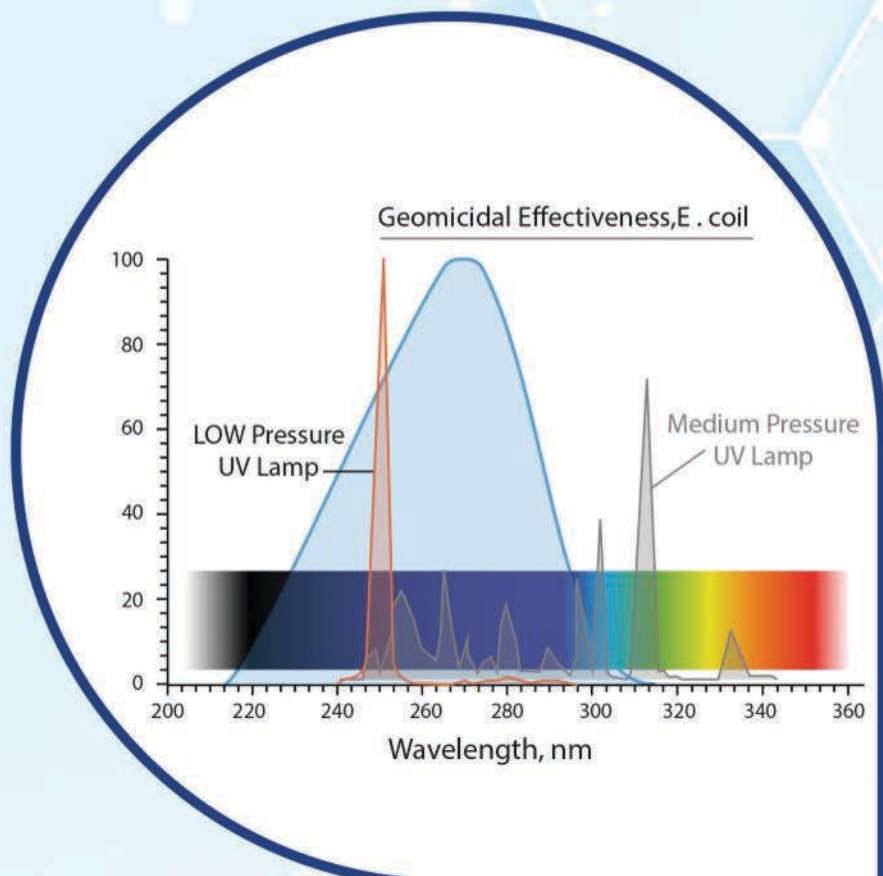 Geomicidal Effectiveness,E . coil
100
80
60
40
20
0
LOW Pressure
UV Lamp
Medium Pressure
UV Lamp
200 220 240 260 280 300 320 340 360
Wavelength, nm